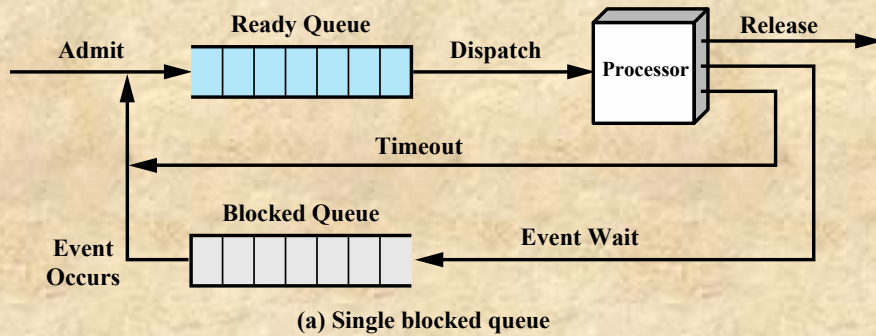 Ready Queue
Admit
Dispatch
Release
Processor
Timeout
Blocked Queue
Event Wait
Event
Occurs
(a) Single blocked queue